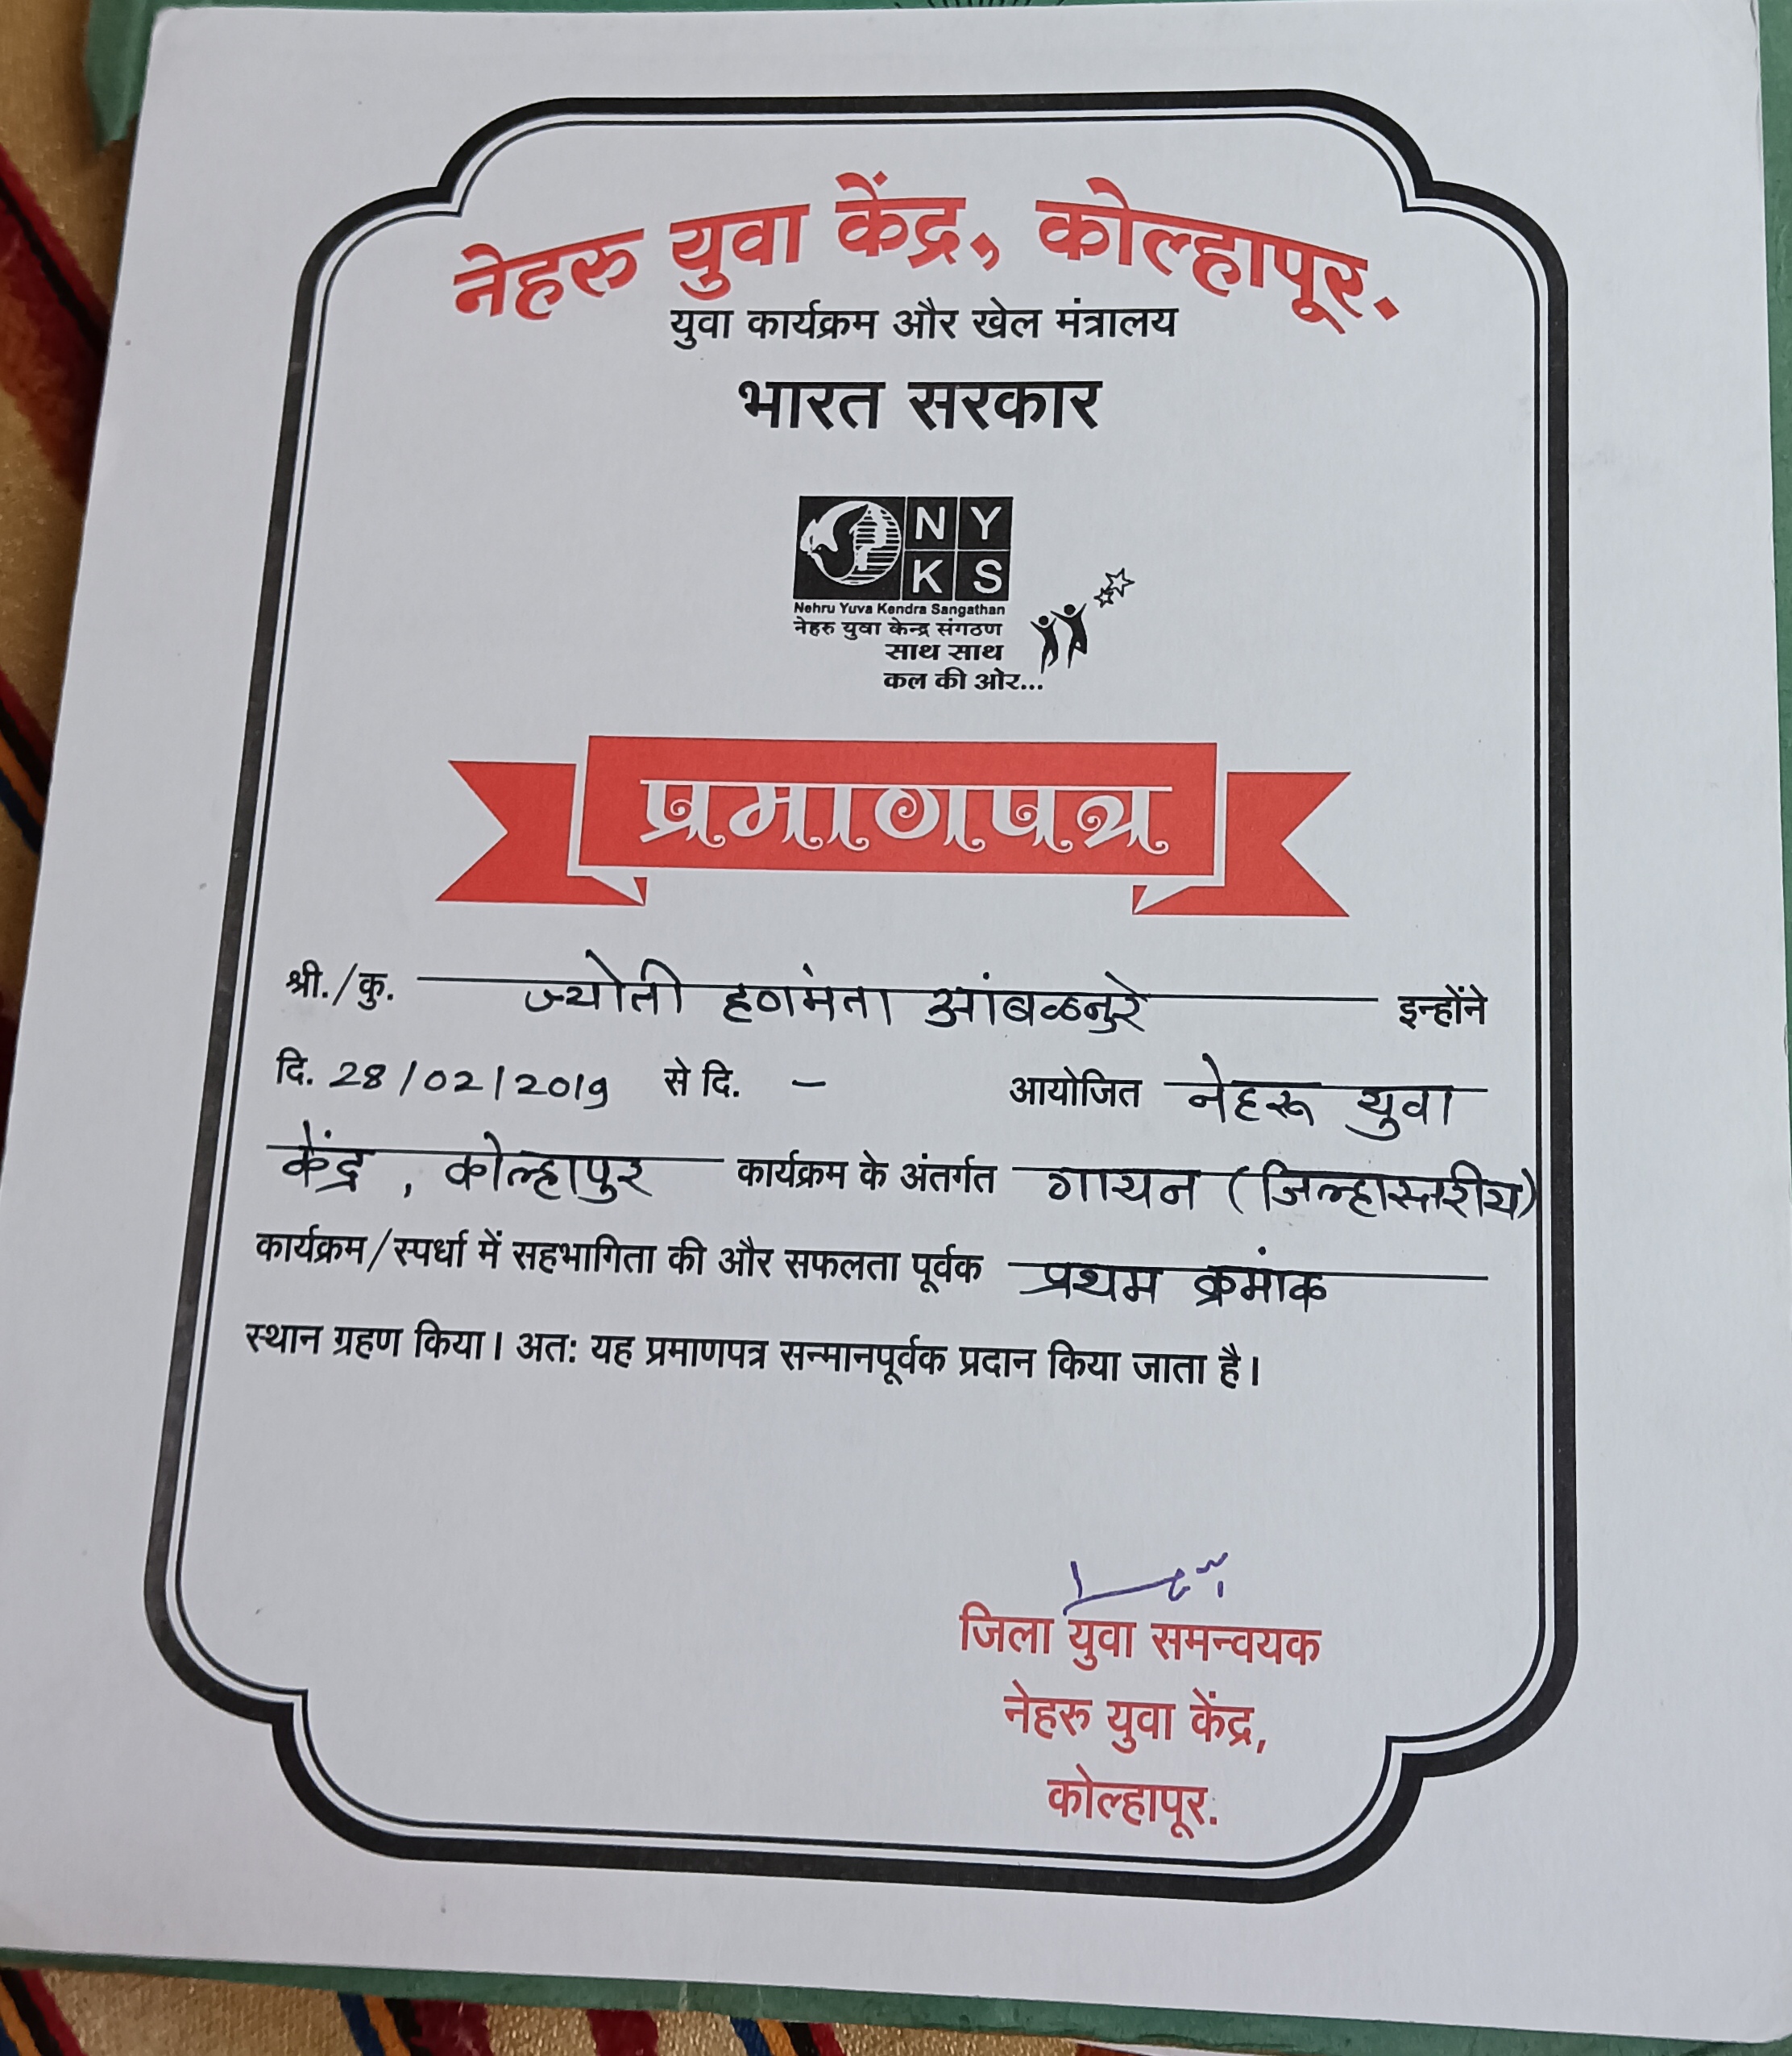 नेहरू युवा केंद्र, कोल्हापूर.
युवा कार्यक्रम और खेल मंत्रालय
भारत सरकार
N Y
K S
Nehru Yuva Kendra Sangathan
नेहरू युवा केन्द्र संगठण
साथ साथ
कल की ओर...
प्रमाणपत्र
श्री./कु. ज्योती हणमंता आंबळनुरे इन्होंने
दि. 28/02/2019 से दि. – आयोजित नेहरू युवा
केंद्र, कोल्हापुर कार्यक्रम के अंतर्गत गायन (जिल्हास्तरीय)
कार्यक्रम/स्पर्धा में सहभागिता की और सफलता पूर्वक प्रथम क्रमांक
स्थान ग्रहण किया। अतः यह प्रमाणपत्र सन्मानपूर्वक प्रदान किया जाता है।
जिला युवा समन्वयक
नेहरू युवा केंद्र,
कोल्हापूर.